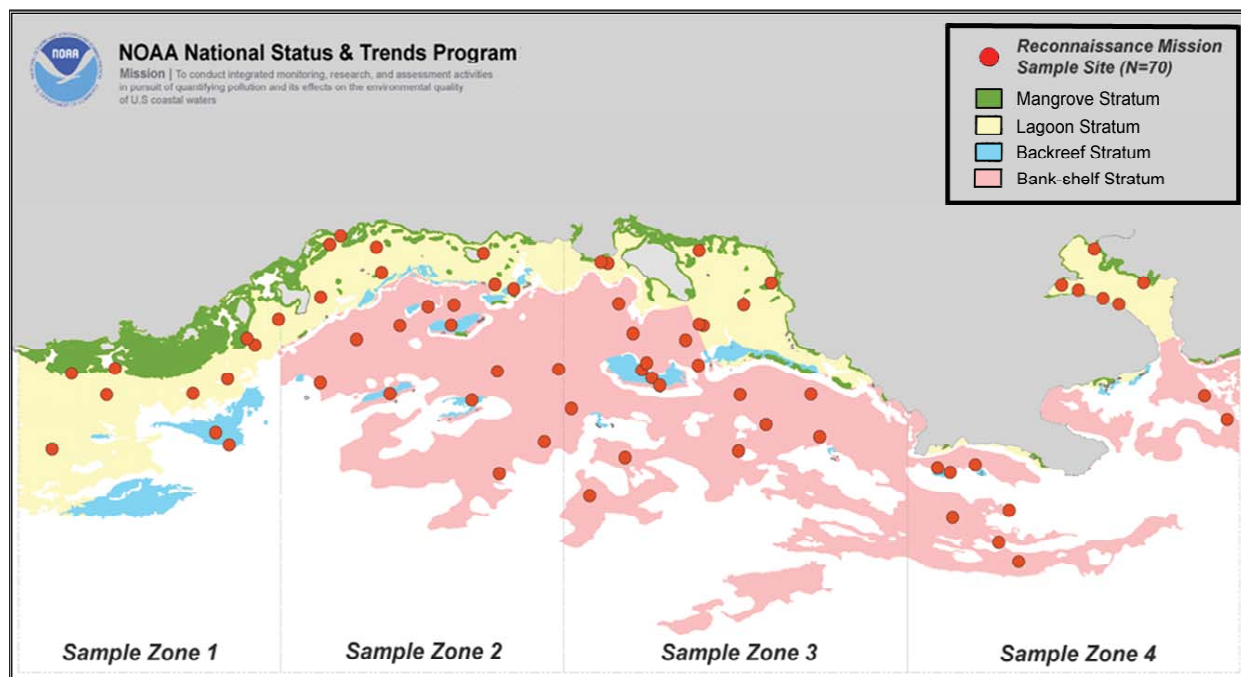 NOAA
NOAA National Status & Trends Program
Mission | To conduct integrated monitoring, research, and assessment activities
in pursuit of quantifying pollution and its effects on the environmental quality
of U.S coastal waters
Reconnaissance Mission
Sample Site (N=70)
Mangrove Stratum
Lagoon Stratum
Backreef Stratum
Bank-shelf Stratum
Sample Zone 1
Sample Zone 2
Sample Zone 3
Sample Zone 4